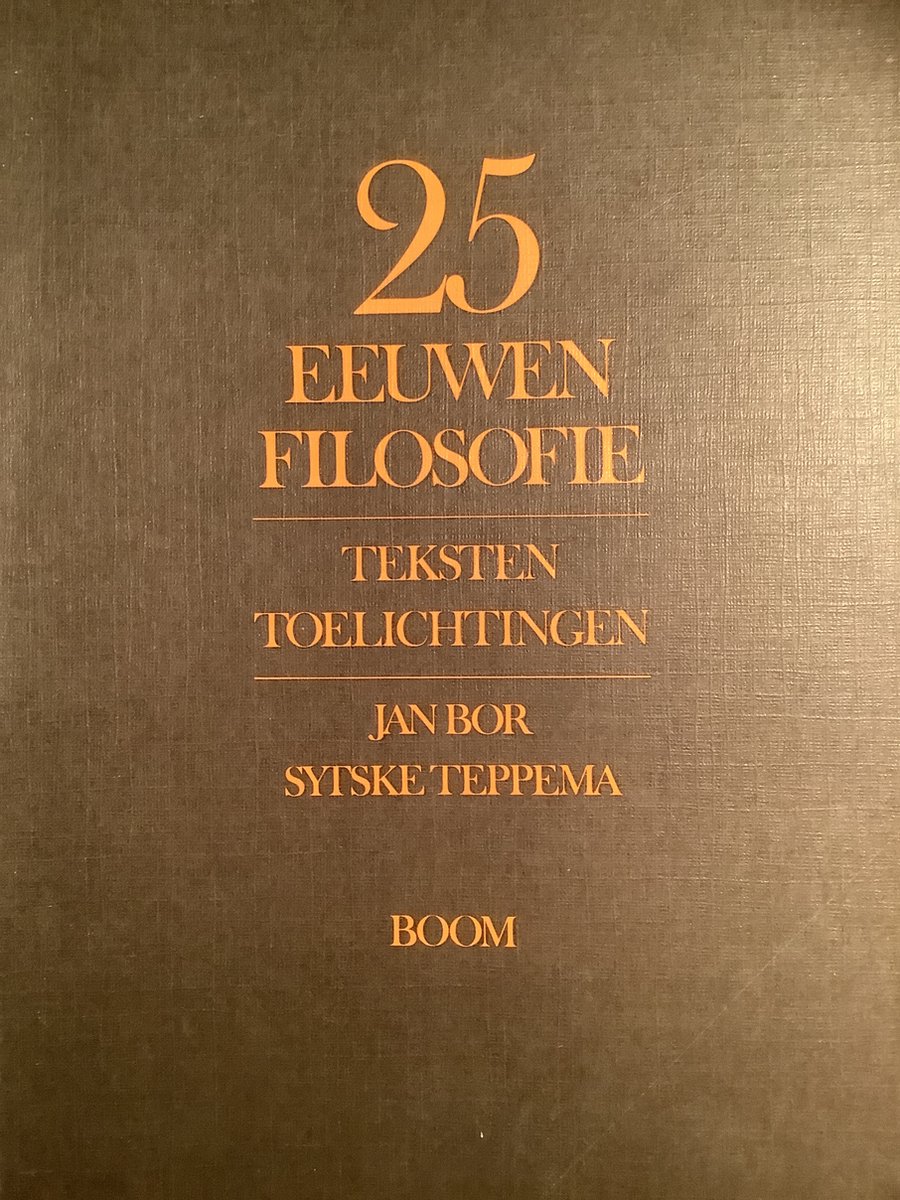 25
EEUWEN
FILOSOFIE
TEKSTEN
TOELICHTINGEN
JAN BOR
SYTSKE TEPPEMA
BOOM